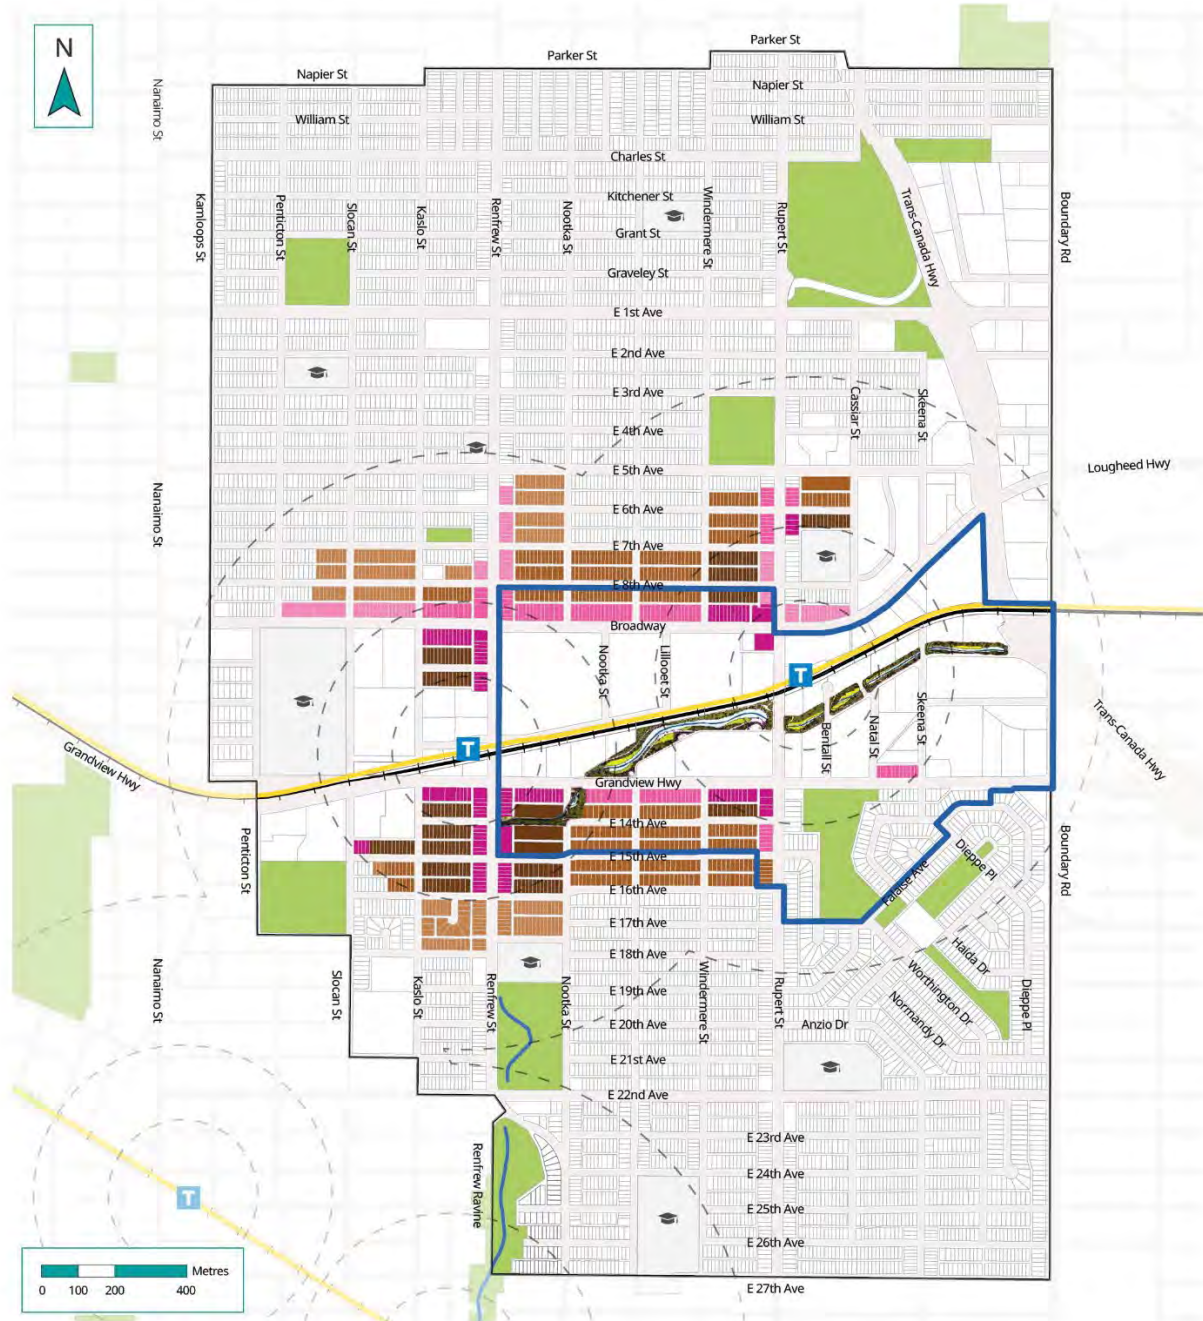 N
Parker St
Parker St
Napier St
Napier St
William St
William St
Nanaimo St
Charles St
Kitchener St
Grant St
Graveley St
Kamloops St
Penticton St
Slocan St
Kaslo St
Renfrew St
Nootka St
Windermere St
Rupert St
Trans-Canada Hwy
Boundary Rd
E 1st Ave
E 2nd Ave
E 3rd Ave
E 4th Ave
Cassiar St
Skeena St
E 5th Ave
Lougheed Hwy
Nanaimo St
E 6th Ave
E 7th Ave
E 8th Ave
Broadway
Nootka St
Lillooet St
T
Bentall St
Natal St
Skeena St
Trans-Canada Hwy
T
Grandview Hwy
Grandview Hwy
E 14th Ave
E 15th Ave
E 16th Ave
E 17th Ave
E 18th Ave
Penticton St
Falaise Ave
Dieppe Pl
Boundary Rd
Nanaimo St
Slocan St
Kaslo St
Renfrew St
Nootka St
Windermere St
Rupert St
Haida Dr
Worthington Dr
Normandy Dr
Dieppe Pl
E 19th Ave
E 20th Ave
Anzio Dr
E 21st Ave
E 22nd Ave
E 23rd Ave
E 24th Ave
E 25th Ave
E 26th Ave
E 27th Ave
Renfrew Ravine
T
Metres
0 100 200 400